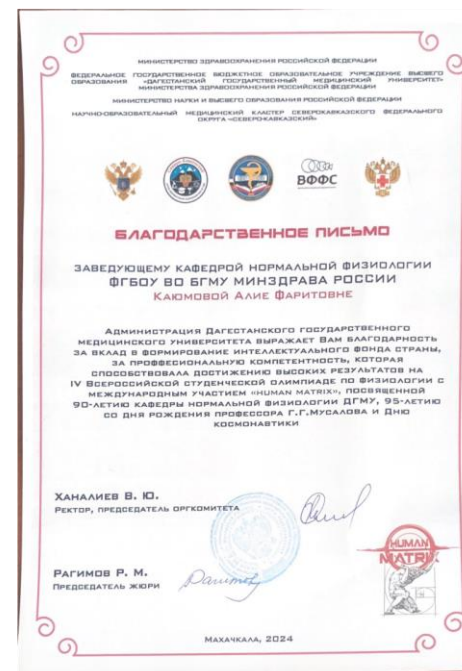 МИНИСТЕРСТВО ЗДРАВООХРАНЕНИЯ РОССИЙСКОЙ ФЕДЕРАЦИИ
ФЕДЕРАЛЬНОЕ ГОСУДАРСТВЕННОЕ БЮДЖЕТНОЕ ОБРАЗОВАТЕЛЬНОЕ УЧРЕЖДЕНИЕ ВЫСШЕГО
ОБРАЗОВАНИЯ «ДАГЕСТАНСКИЙ ГОСУДАРСТВЕННЫЙ МЕДИЦИНСКИЙ УНИВЕРСИТЕТ»
МИНИСТЕРСТВА ЗДРАВООХРАНЕНИЯ РОССИЙСКОЙ ФЕДЕРАЦИИ
МИНИСТЕРСТВО НАУКИ И ВЫСШЕГО ОБРАЗОВАНИЯ РОССИЙСКОЙ ФЕДЕРАЦИИ
НАУЧНО-ОБРАЗОВАТЕЛЬНЫЙ МЕДИЦИНСКИЙ КЛАСТЕР СЕВЕРОКАВКАЗСКОГО ФЕДЕРАЛЬНОГО
ОКРУГА «СЕВЕРОКАВКАЗСКИЙ»
ВФФС
БЛАГОДАРСТВЕННОЕ ПИСЬМО
ЗАВЕДУЮЩЕМУ КАФЕДРОЙ НОРМАЛЬНОЙ ФИЗИОЛОГИИ
ФГБОУ ВО БГМУ МИНЗДРАВА РОССИИ
КАЮМОВОЙ АЛИЕ ФАРИТОВНЕ
АДМИНИСТРАЦИЯ ДАГЕСТАНСКОГО ГОСУДАРСТВЕННОГО
МЕДИЦИНСКОГО УНИВЕРСИТЕТА ВЫРАЖАЕТ ВАМ БЛАГОДАРНОСТЬ
ЗА ВКЛАД В ФОРМИРОВАНИЕ ИНТЕЛЛЕКТУАЛЬНОГО ФОНДА СТРАНЫ,
ЗА ПРОФЕСИОНАЛЬНУЮ КОМПЕТЕНТНОСТЬ, КОТОРАЯ
СПОСОБСТВОВАЛА ДОСТИЖЕНИЮ ВЫСОКИХ РЕЗУЛЬТАТОВ НА
IV ВСЕРОССИЙСКОЙ СТУДЕНЧЕСКОЙ ОЛИМПИАДЕ ПО ФИЗИОЛОГИИ С
МЕЖДУНАРОДНЫМ УЧАСТИЕМ «HUMAN MATRIX», ПОСВЯЩЕННОЙ
90-ЛЕТИЮ КАФЕДРЫ НОРМАЛЬНОЙ ФИЗИОЛОГИИ ДГМУ, 95-ЛЕТИЮ
СО ДНЯ РОЖДЕНИЯ ПРОФЕССОРА Г.Г.МУСАЛОВА И ДНЮ
КОСМОНАВТИКИ
ХАНАЛИЕВ В. Ю.
РЕКТОР, ПРЕДСЕДАТЕЛЬ ОРГКОМИТЕТА
HUMAN
MATRIX
РАГИМОВ Р. М.
ПРЕДСЕДАТЕЛЬ ЖЮРИ
МАХАЧКАЛА, 2024